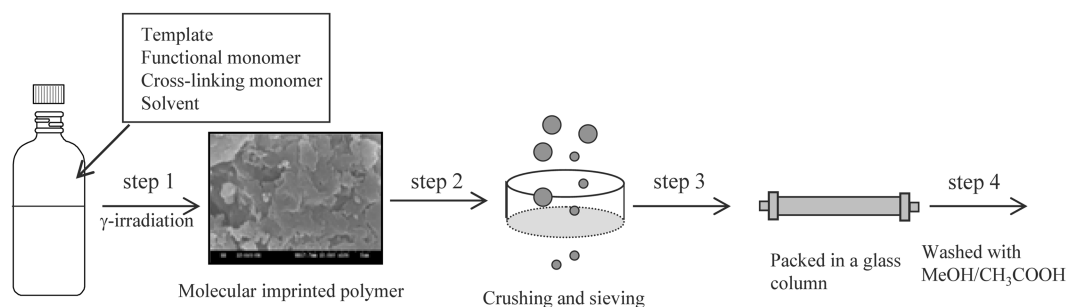 Template
Functional monomer
Cross-linking monomer
Solvent
step 1
γ-irradiation
Molecular imprinted polymer
step 2
Crushing and sieving
step 3
Packed in a glass
column
step 4
Washed with
MeOH/CH₃COOH